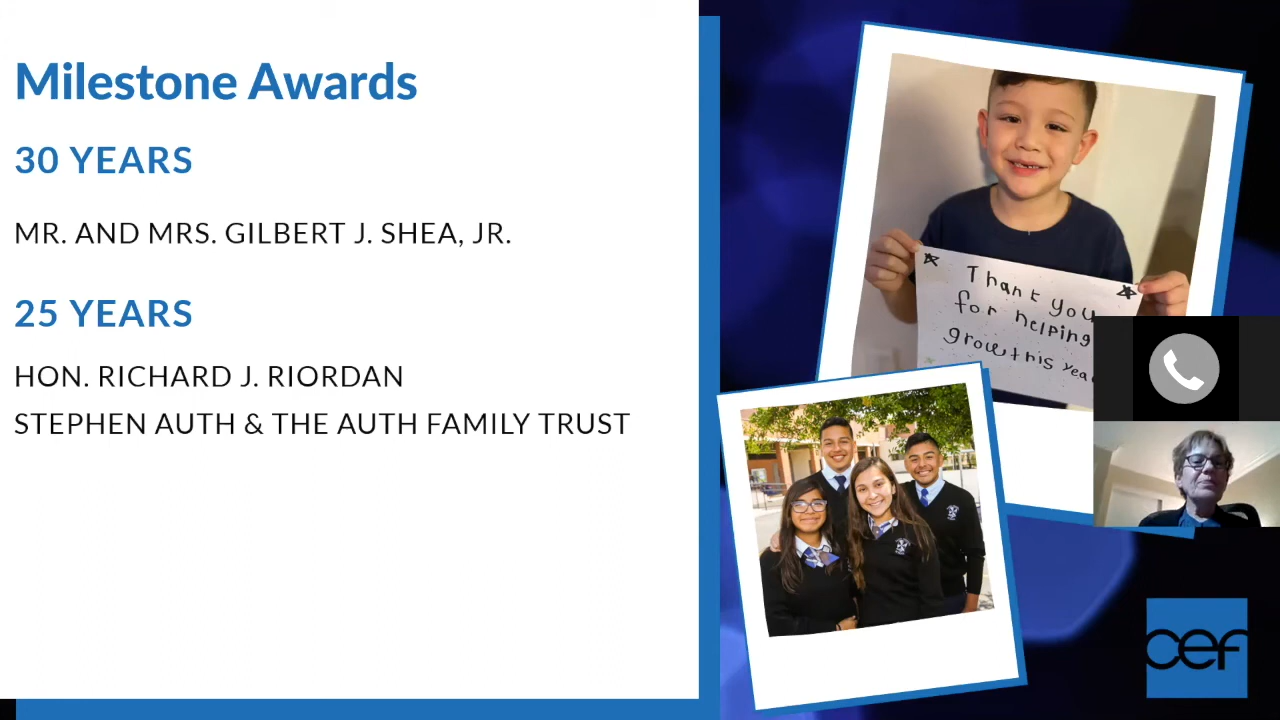 Milestone Awards
30 YEARS
MR. AND MRS. GILBERT J. SHEA, JR.
25 YEARS
HON. RICHARD J. RIORDAN
STEPHEN AUTH & THE AUTH FAMILY TRUST
Thank you
for helping
grow this year
cef